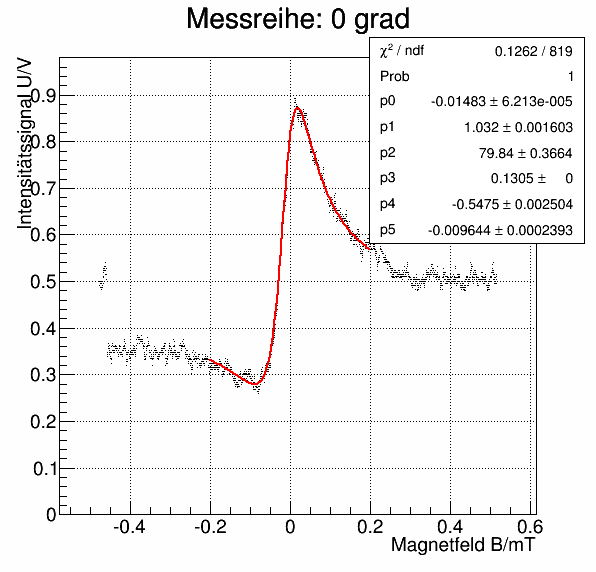 Messreihe: 0 grad
χ² / ndf 0.1262 / 819
Prob 1
p0 -0.01483 ± 6.213e-005
p1 1.032 ± 0.001603
p2 79.84 ± 0.3664
p3 0.1305 ± 0
p4 -0.5475 ± 0.002504
p5 -0.009644 ± 0.0002393
Intensitätssignal U/V
0.9
0.8
0.7
0.6
0.5
0.4
0.3
0.2
0.1
0
-0.4 -0.2 0 0.2 0.4 0.6
Magnetfeld B/mT